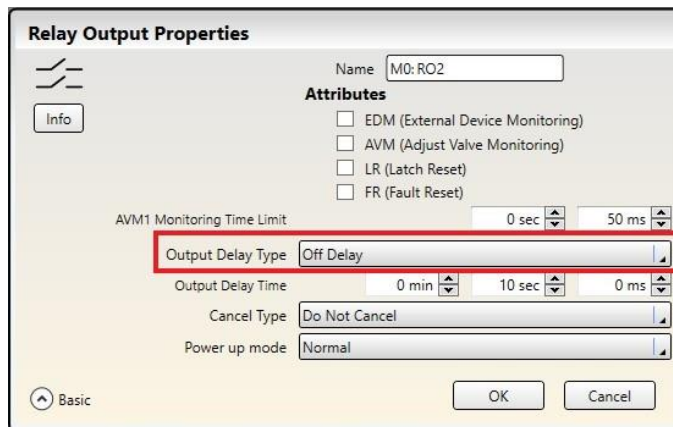 Relay Output Properties
Info
Name M0: RO2
Attributes
EDM (External Device Monitoring)
AVM (Adjust Valve Monitoring)
LR (Latch Reset)
FR (Fault Reset)
AVM1 Monitoring Time Limit 0 sec 50 ms
Output Delay Type Off Delay
Output Delay Time 0 min 10 sec 0 ms
Cancel Type Do Not Cancel
Power up mode Normal
Basic OK Cancel